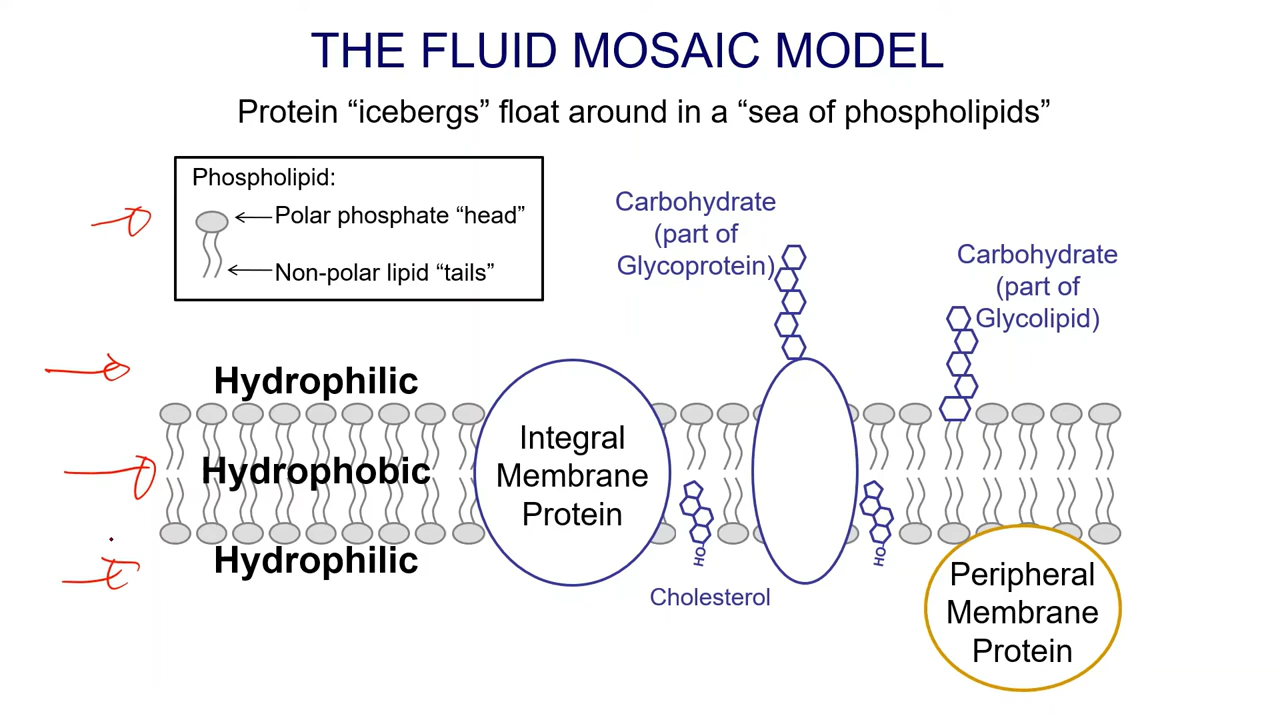 THE FLUID MOSAIC MODEL
Protein “icebergs” float around in a “sea of phospholipids”
Phospholipid:
Polar phosphate “head”
Non-polar lipid “tails”
Carbohydrate
(part of
Glycoprotein)
Carbohydrate
(part of
Glycolipid)
Hydrophilic
Hydrophobic
Hydrophilic
Integral
Membrane
Protein
HO
HO
Cholesterol
Peripheral
Membrane
Protein